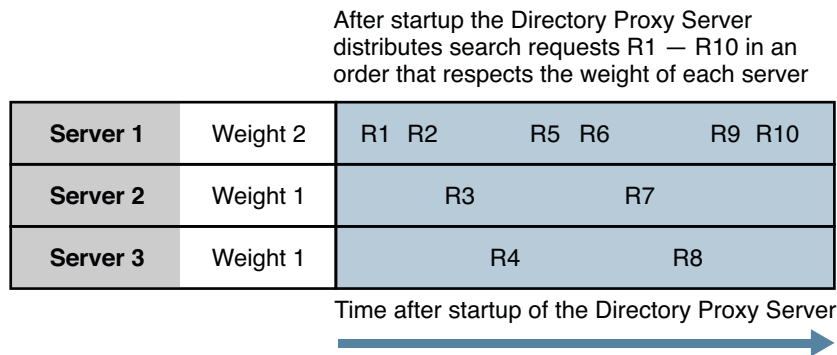 After startup the Directory Proxy Server
distributes search requests R1 — R10 in an
order that respects the weight of each server
Server 1 Weight 2 R1 R2 R5 R6 R9 R10
Server 2 Weight 1 R3 R7
Server 3 Weight 1 R4 R8
Time after startup of the Directory Proxy Server